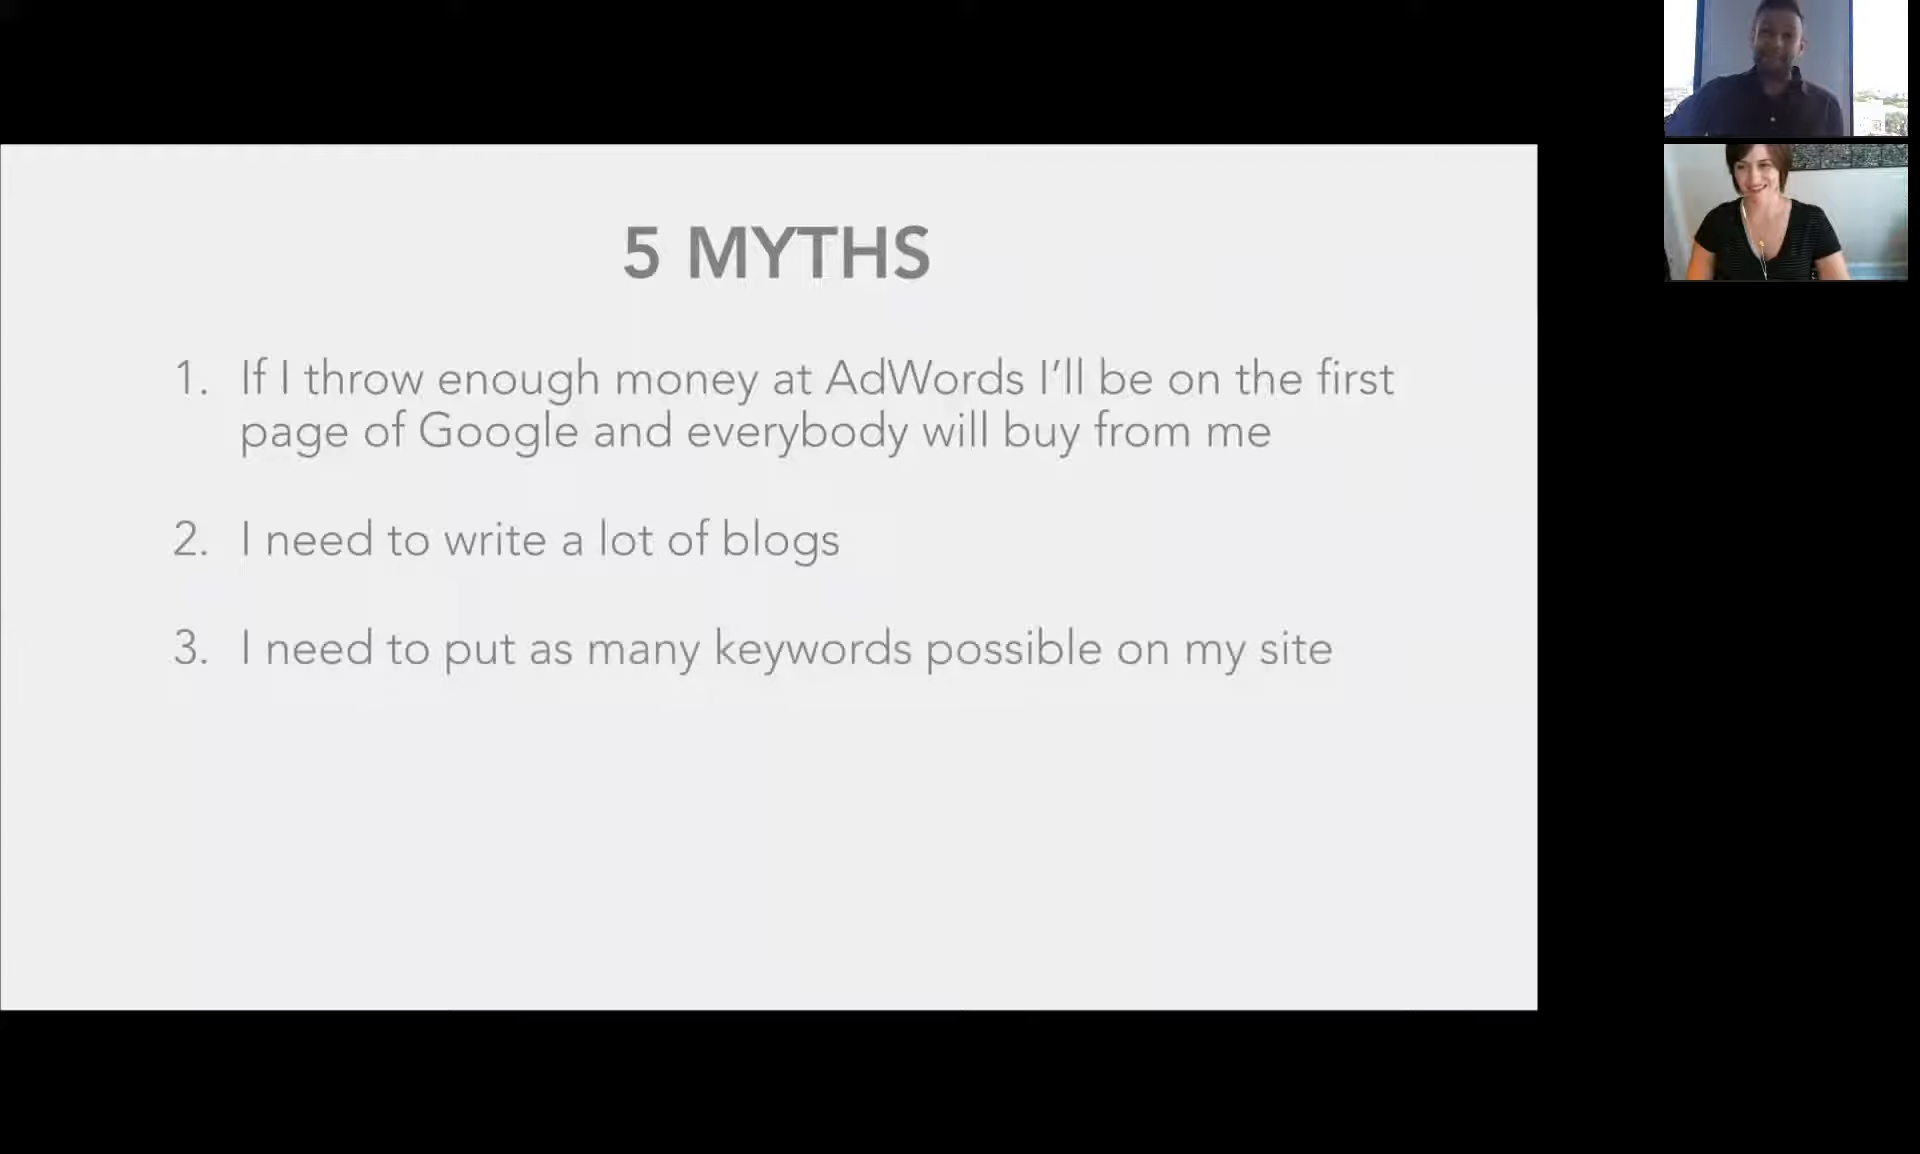 5 MYTHS
1. If I throw enough money at AdWords I’ll be on the first
page of Google and everybody will buy from me
2. I need to write a lot of blogs
3. I need to put as many keywords possible on my site